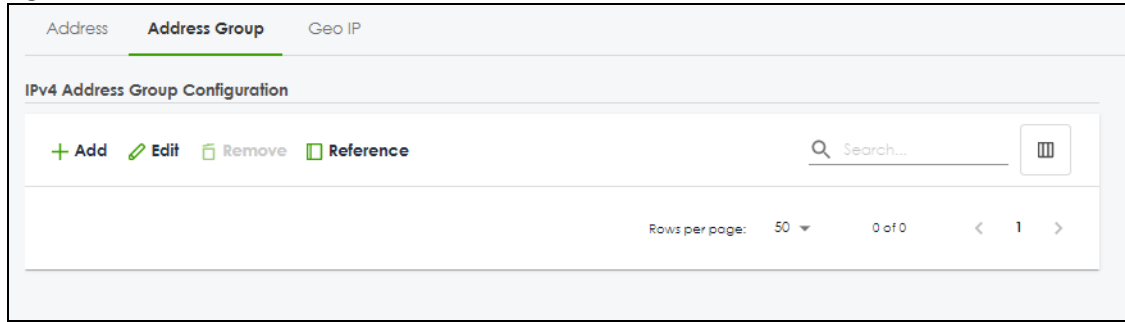 Address Address Group Geo IP
IPv4 Address Group Configuration
Add Edit Remove Reference Search...
Rows per page: 50 0 of 0 < 1 >